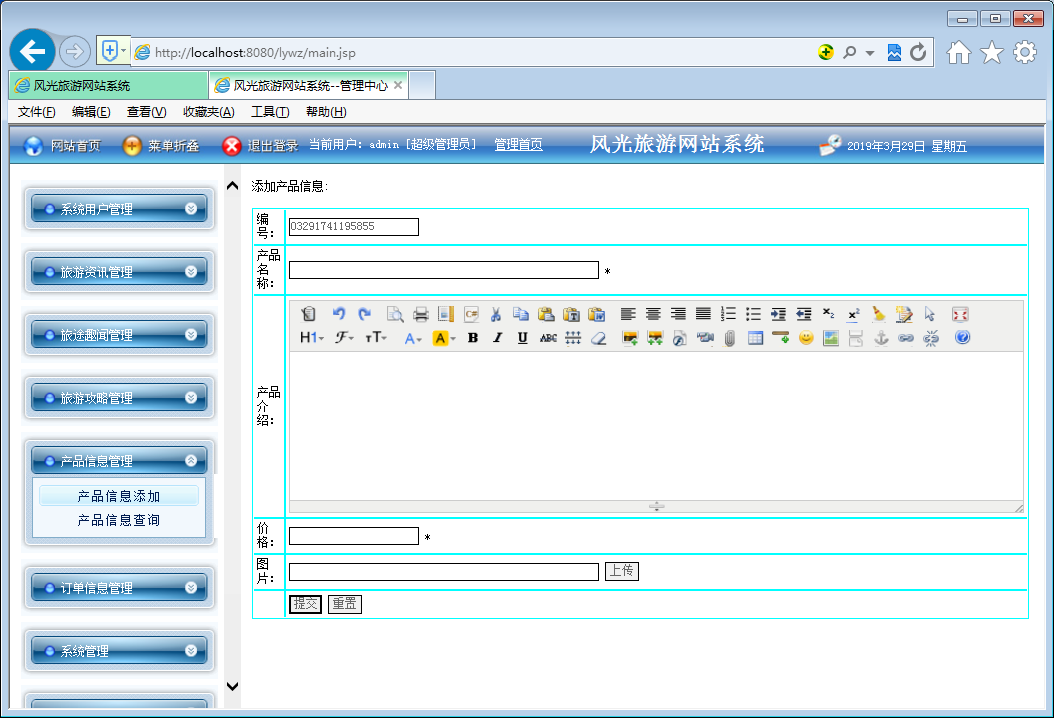 http://localhost:8080/lywz/main.jsp
风光旅游网站系统 风光旅游网站系统--管理中心
文件(F) 编辑(E) 查看(V) 收藏夹(A) 工具(T) 帮助(H)
网站首页 菜单折叠 退出登录 当前用户: admin [超级管理员] 管理首页 风光旅游网站系统 2019年3月29日 星期五
系统用户管理
旅游资讯管理
旅途趣闻管理
旅游攻略管理
产品信息管理
产品信息添加
产品信息查询
订单信息管理
系统管理
添加产品信息:
编
号: 03291741195855
产品
名
称: *
H1 F TT A A B I U ABC
产品
介
绍:
价
格: *
图
片: 上传
提交 重置